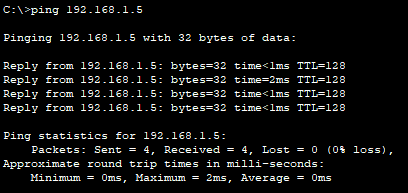 C:\>ping 192.168.1.5
Pinging 192.168.1.5 with 32 bytes of data:
Reply from 192.168.1.5: bytes=32 time<1ms TTL=128
Reply from 192.168.1.5: bytes=32 time=2ms TTL=128
Reply from 192.168.1.5: bytes=32 time<1ms TTL=128
Reply from 192.168.1.5: bytes=32 time<1ms TTL=128
Ping statistics for 192.168.1.5:
Packets: Sent = 4, Received = 4, Lost = 0 (0% loss),
Approximate round trip times in milli-seconds:
Minimum = 0ms, Maximum = 2ms, Average = 0ms